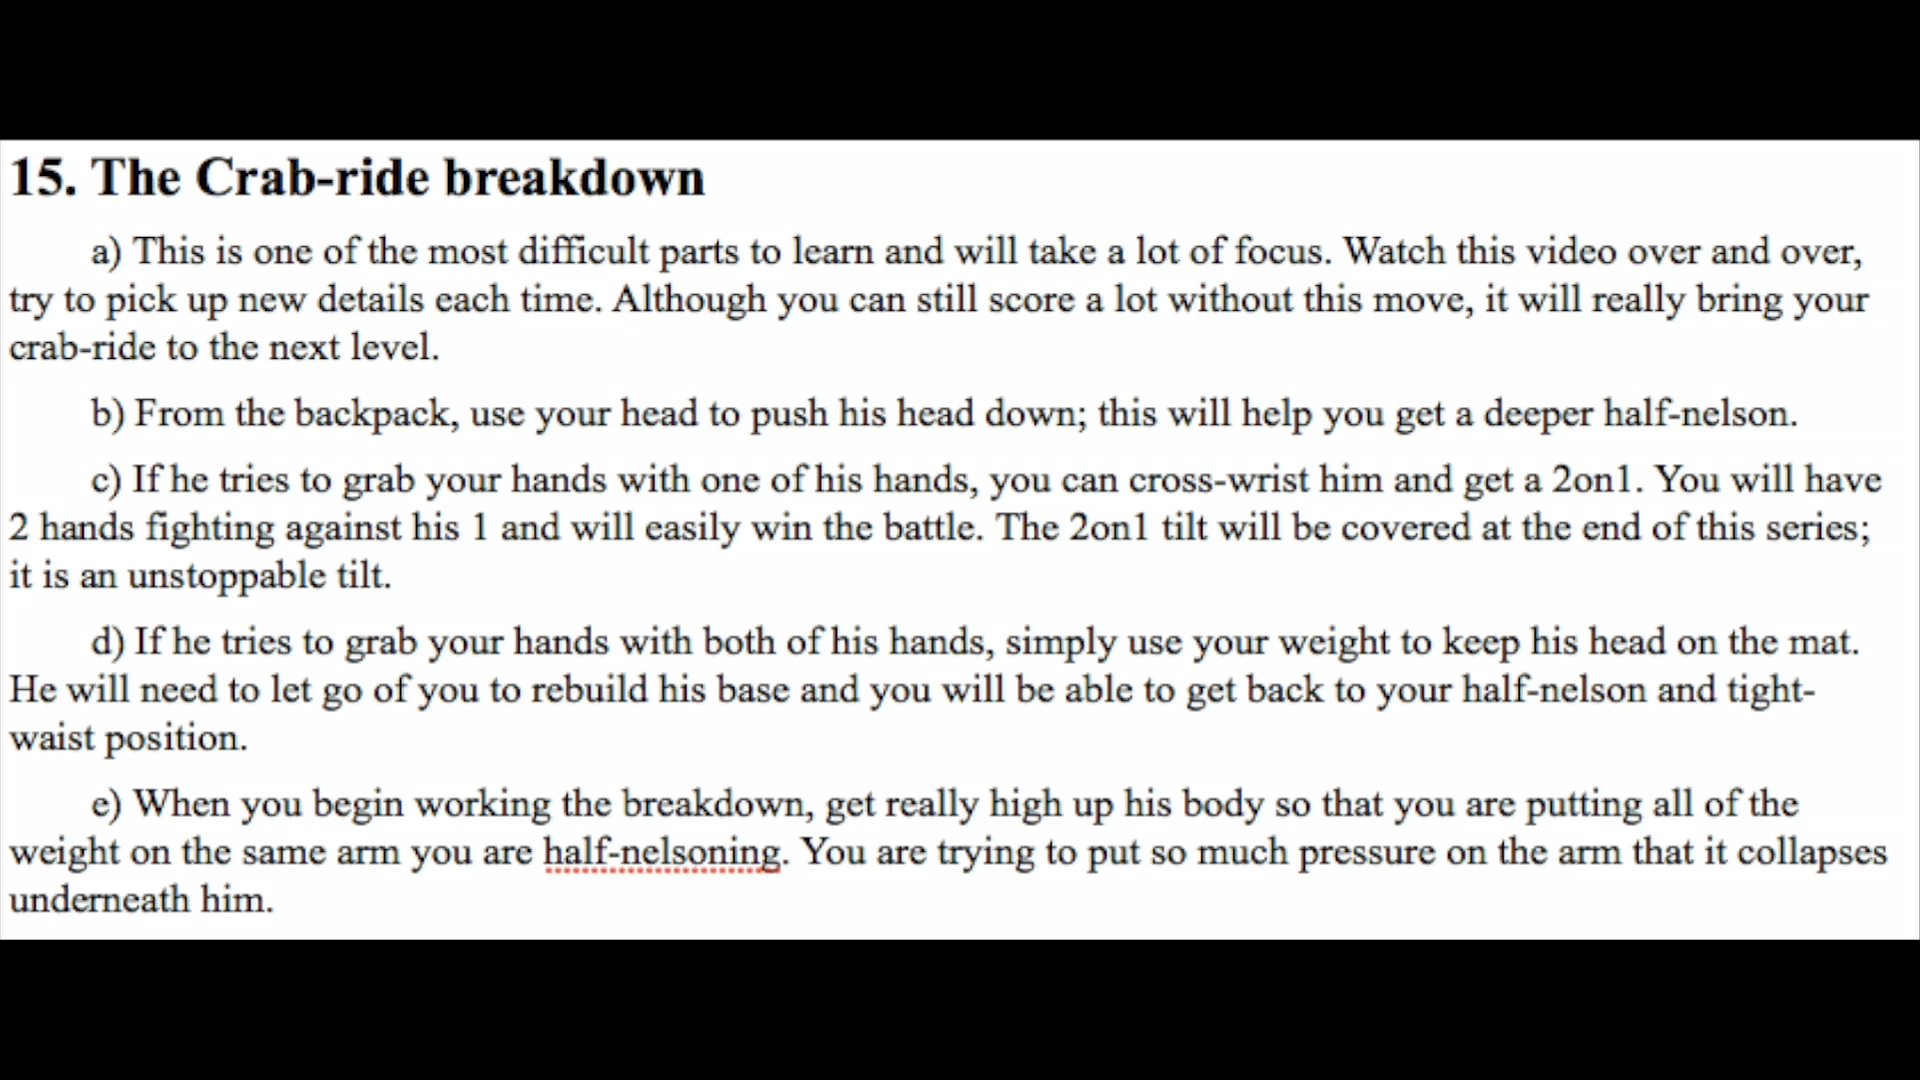 15. The Crab-ride breakdown
a) This is one of the most difficult parts to learn and will take a lot of focus. Watch this video over and over,
try to pick up new details each time. Although you can still score a lot without this move, it will really bring your
crab-ride to the next level.
b) From the backpack, use your head to push his head down; this will help you get a deeper half-nelson.
c) If he tries to grab your hands with one of his hands, you can cross-wrist him and get a 2on1. You will have
2 hands fighting against his 1 and will easily win the battle. The 2on1 tilt will be covered at the end of this series;
it is an unstoppable tilt.
d) If he tries to grab your hands with both of his hands, simply use your weight to keep his head on the mat.
He will need to let go of you to rebuild his base and you will be able to get back to your half-nelson and tight-
waist position.
e) When you begin working the breakdown, get really high up his body so that you are putting all of the
weight on the same arm you are half-nelsoning. You are trying to put so much pressure on the arm that it collapses
underneath him.